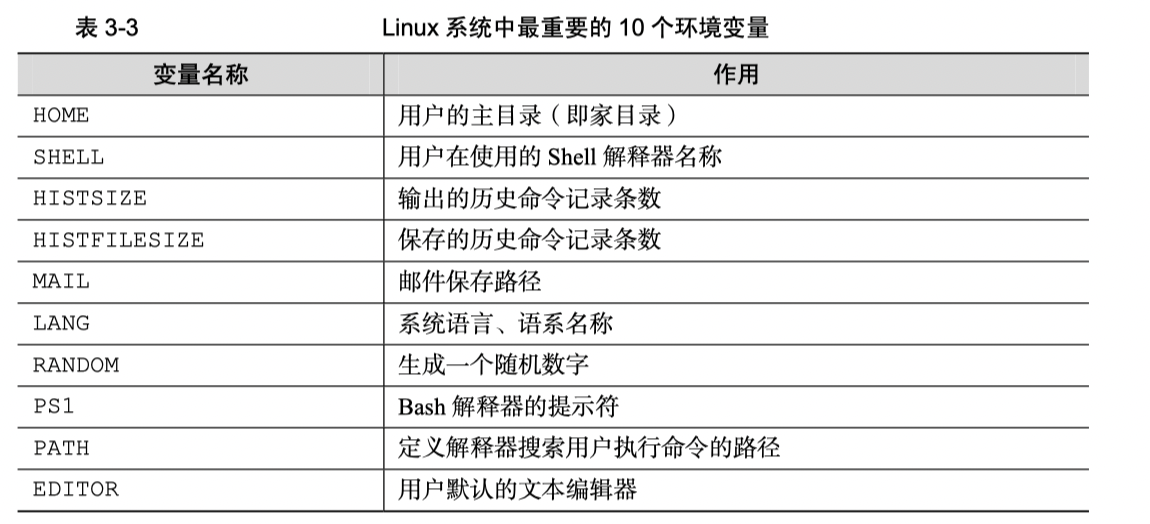 表 3-3 Linux 系统中最重要的 10 个环境变量
变量名称 作用
HOME 用户的主目录（即家目录）
SHELL 用户在使用的 Shell 解释器名称
HISTSIZE 输出的历史命令记录条数
HISTFILESIZE 保存的历史命令记录条数
MAIL 邮件保存路径
LANG 系统语言、语系名称
RANDOM 生成一个随机数字
PS1 Bash 解释器的提示符
PATH 定义解释器搜索用户执行命令的路径
EDITOR 用户默认的文本编辑器